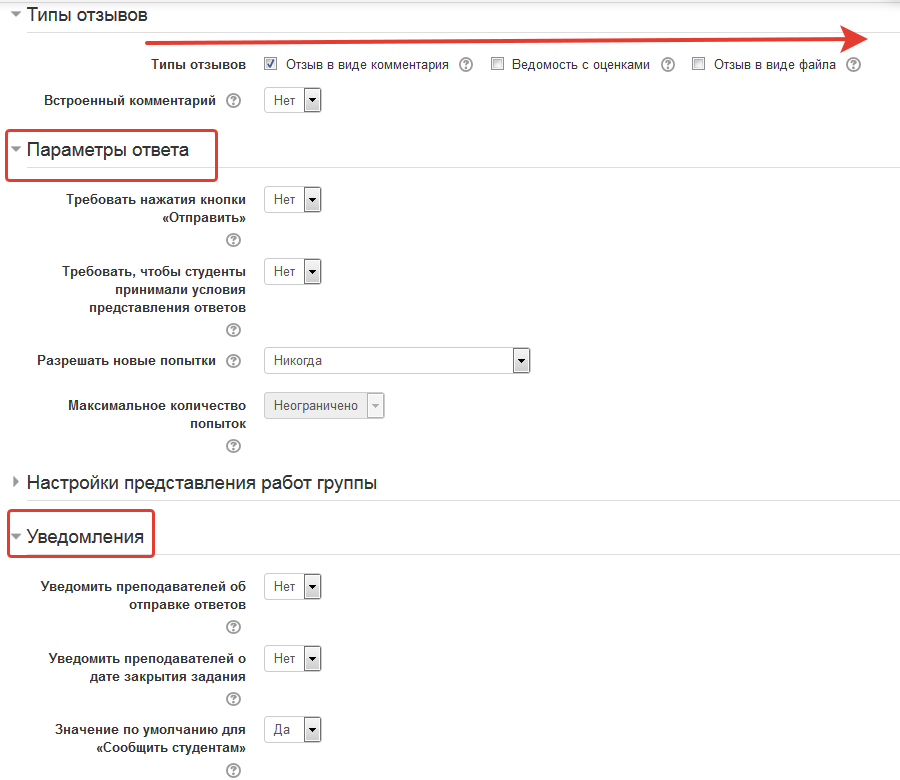 Типы отзывов
Типы отзывов Отзыв в виде комментария Ведомость с оценками Отзыв в виде файла
Встроенный комментарий Нет
Параметры ответа
Требовать нажатия кнопки Нет
«Отправить»
Требовать, чтобы студенты Нет
принимали условия
представления ответов
Разрешать новые попытки Никогда
Максимальное количество Неограничено
попыток
Настройки представления работ группы
Уведомления
Уведомить преподавателей об Нет
отправке ответов
Уведомить преподавателей о Нет
дате закрытия задания
Значение по умолчанию для Да
«Сообщить студентам»